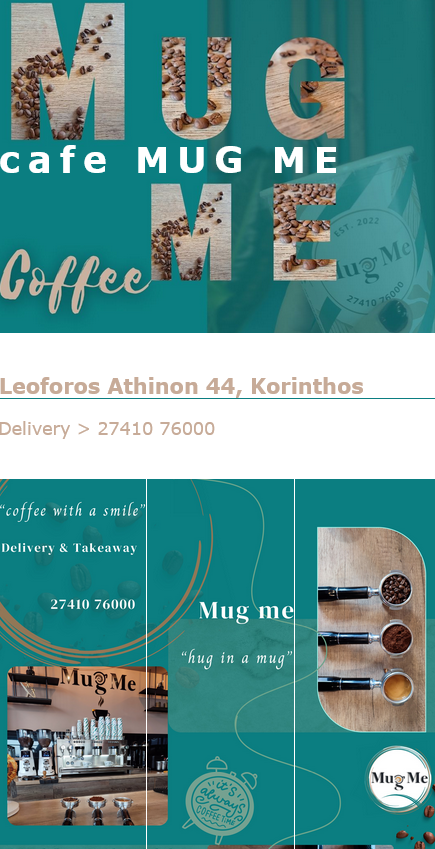 MUG
cafe MUG ME
ME
Coffee
EST. 2022
Mug Me
27410 76000
Leoforos Athinon 44, Korinthos
Delivery > 27410 76000
“coffee with a smile”
Delivery & Takeaway
27410 76000
Mug me
“hug in a mug”
Mug Me
Mug Me
it's
always
COFFEE TIME